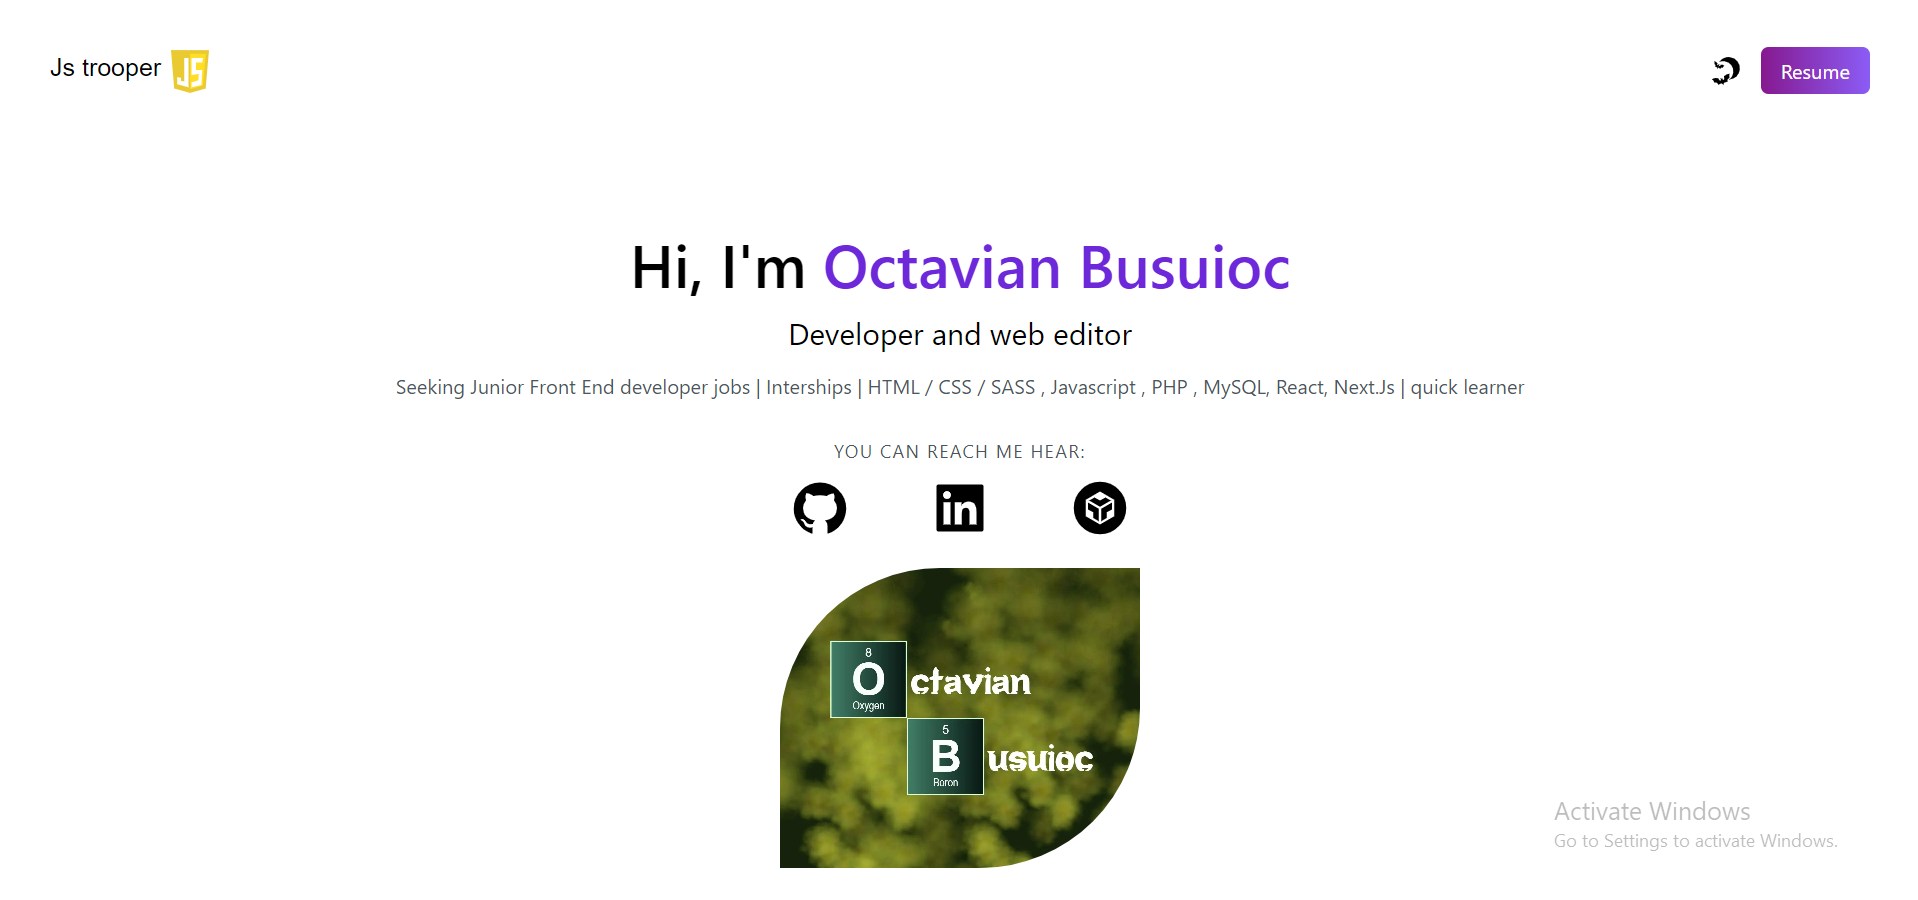 Js trooper JS
Resume
Hi, I'm Octavian Busuioc
Developer and web editor
Seeking Junior Front End developer jobs | Interships | HTML / CSS / SASS , Javascript , PHP , MySQL, React, Next.Js | quick learner
YOU CAN REACH ME HEAR:
in
8
O ctavian
Oxygen
5
B usuioc
Boron
Activate Windows
Go to Settings to activate Windows.